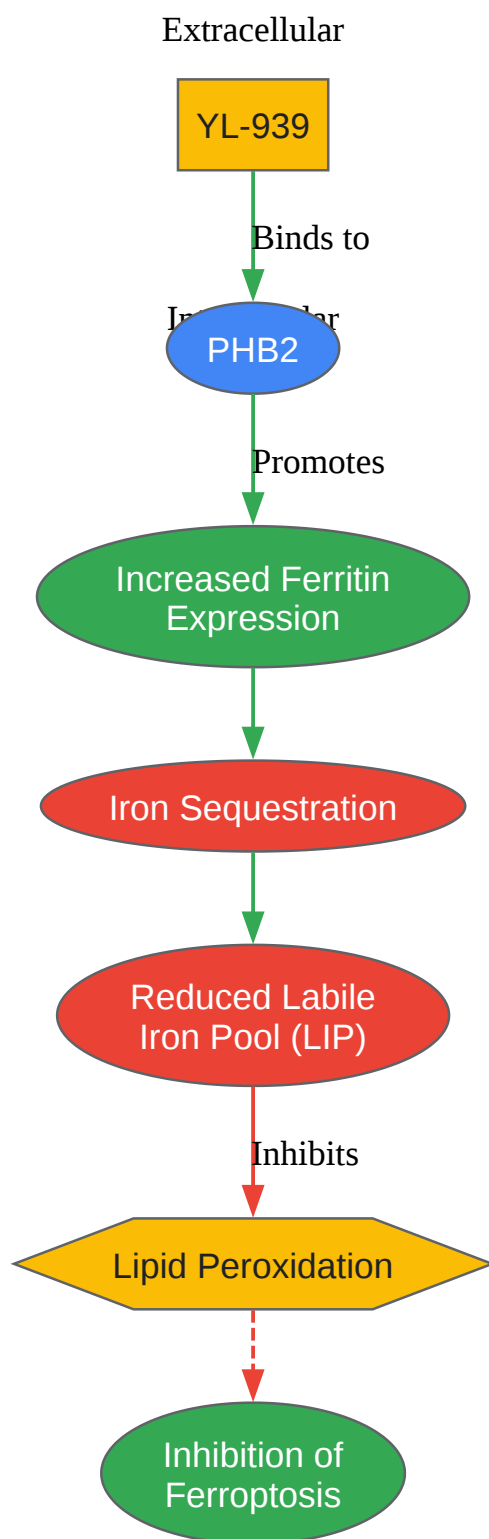 Extracellular
YL-939
Binds to
PHB2
Promotes
Increased Ferritin
Expression
Iron Sequestration
Reduced Labile
Iron Pool (LIP)
Inhibits
Lipid Peroxidation
Inhibition of
Ferroptosis